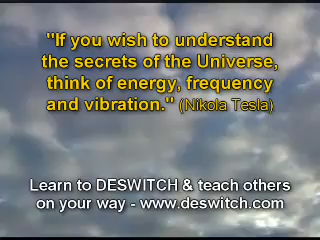 "If you wish to understand
the secrets of the Universe,
think of energy, frequency
and vibration." (Nikola Tesla)
Learn to DESWITCH & teach others
on your way - www.deswitch.com